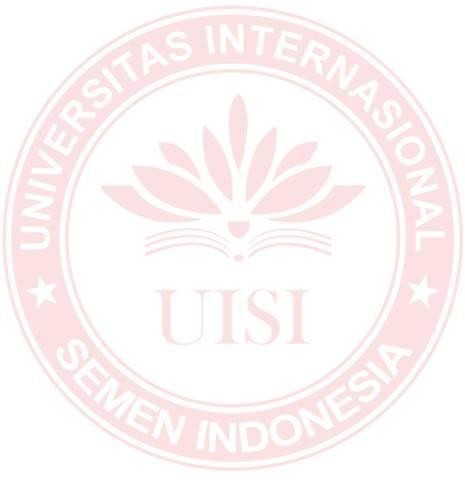 UNIVERSITAS INTERNASIONAL
UISI
SEMEN INDONESIA